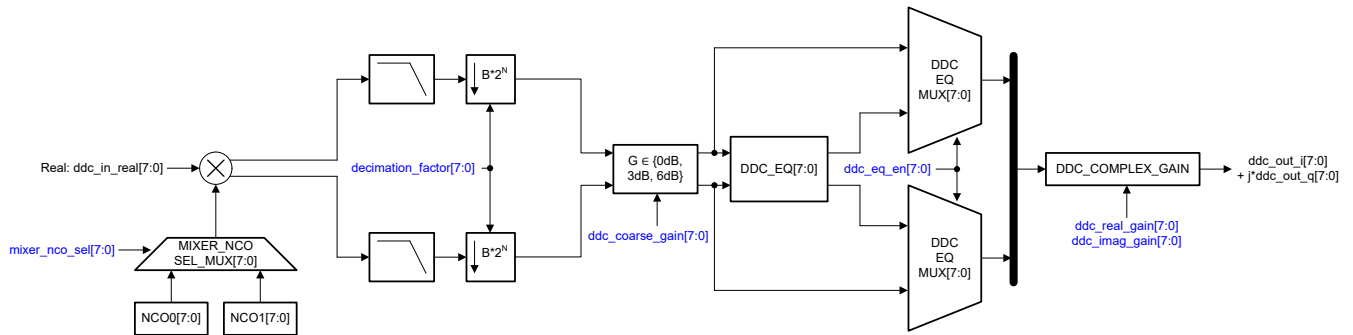 DDC
EQ
MUX[7:0]
B*2N
Real: ddc_in_real[7:0]
decimation_factor[7:0]
G ∈ {0dB,
3dB, 6dB}
DDC_EQ[7:0]
ddc_eq_en[7:0]
DDC_COMPLEX_GAIN
ddc_out_i[7:0]
+ j*ddc_out_q[7:0]
mixer_nco_sel[7:0]
MIXER_NCO
SEL_MUX[7:0]
B*2N
ddc_coarse_gain[7:0]
DDC
EQ
MUX[7:0]
ddc_real_gain[7:0]
ddc_imag_gain[7:0]
NCO0[7:0]
NCO1[7:0]